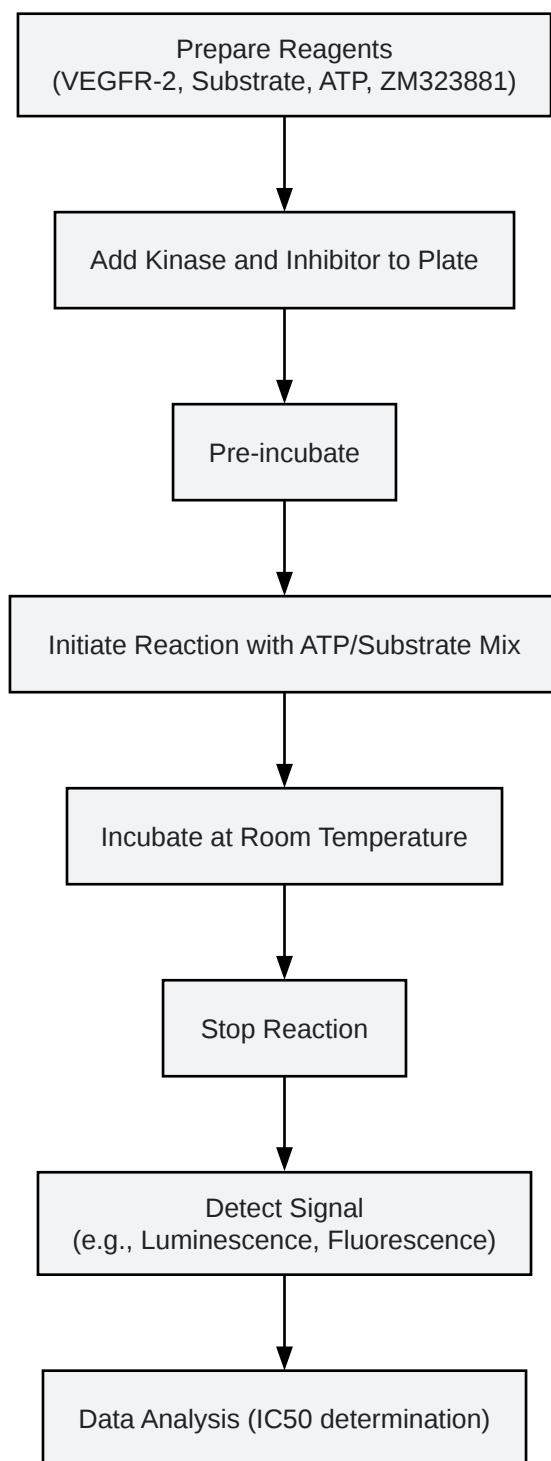 Prepare Reagents
(VEGFR-2, Substrate, ATP, ZM323881)
Add Kinase and Inhibitor to Plate
Pre-incubate
Initiate Reaction with ATP/Substrate Mix
Incubate at Room Temperature
Stop Reaction
Detect Signal
(e.g., Luminescence, Fluorescence)
Data Analysis (IC50 determination)